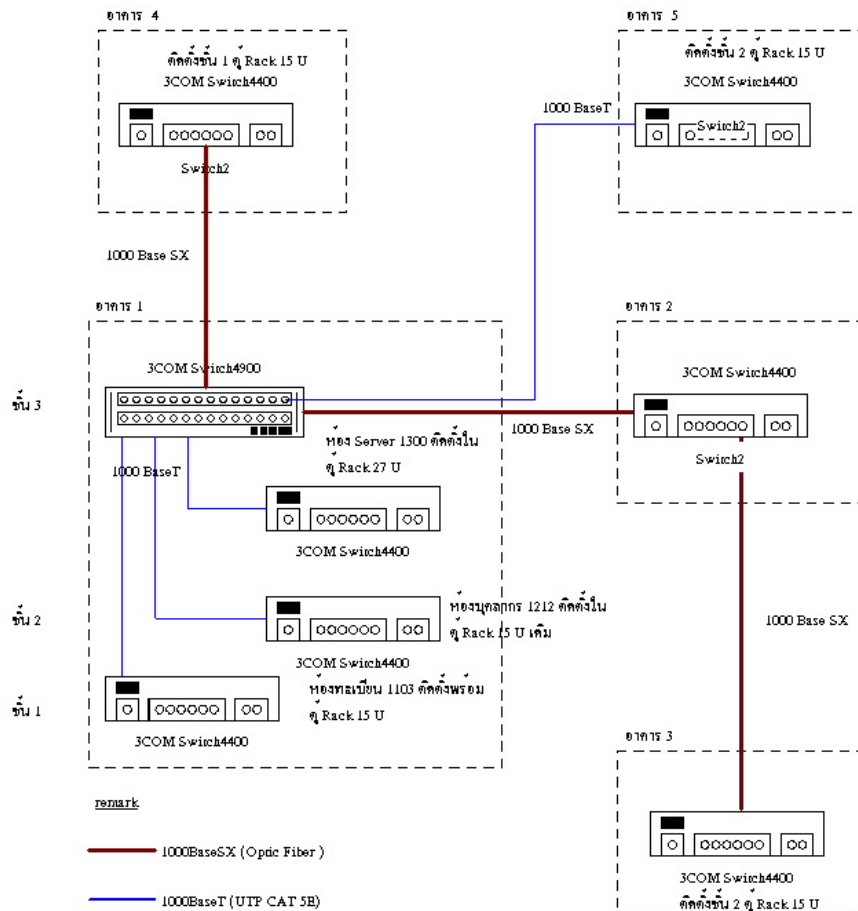 อาคาร 4
ติดตั้งชั้น 1 ตู้ Rack 15 U
3COM Switch4400
Switch2
1000 Base SX
อาคาร 5
ติดตั้งชั้น 2 ตู้ Rack 15 U
3COM Switch4400
1000 BaseT
Switch2
อาคาร 1
3COM Switch4900
ชั้น 3
1000 BaseT
ห้อง Server 1300 ติดตั้งใน
ตู้ Rack 27 U
3COM Switch4400
1000 Base SX
อาคาร 2
3COM Switch4400
Switch2
ชั้น 2
ห้องบุคลากร 1212 ติดตั้งใน
ตู้ Rack 15 U เดิม
3COM Switch4400
1000 Base SX
ชั้น 1
ห้องทะเบียน 1103 ติดตั้งพร้อม
ตู้ Rack 15 U
3COM Switch4400
อาคาร 3
3COM Switch4400
ติดตั้งชั้น 2 ตู้ Rack 15 U
remark
1000BaseSX ( Optic Fiber )
1000BaseT (UTP CAT 5E)